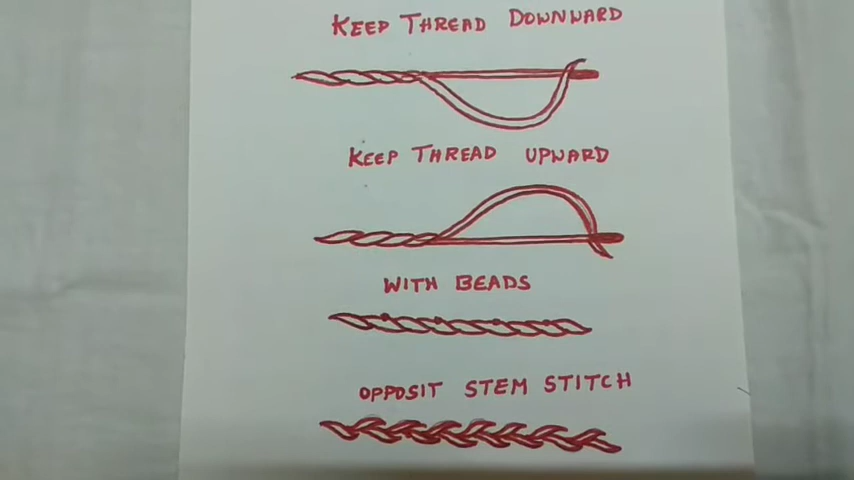 KEEP THREAD DOWNWARD
KEEP THREAD UPWARD
WITH BEADS
OPPOSIT STEM STITCH